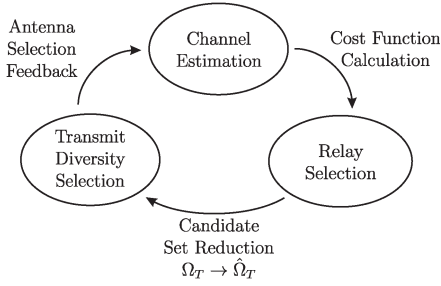 Antenna
Selection
Feedback
Channel
Estimation
Cost Function
Calculation
Transmit
Diversity
Selection
Relay
Selection
Candidate
Set Reduction
Ω_T → Ω̂_T